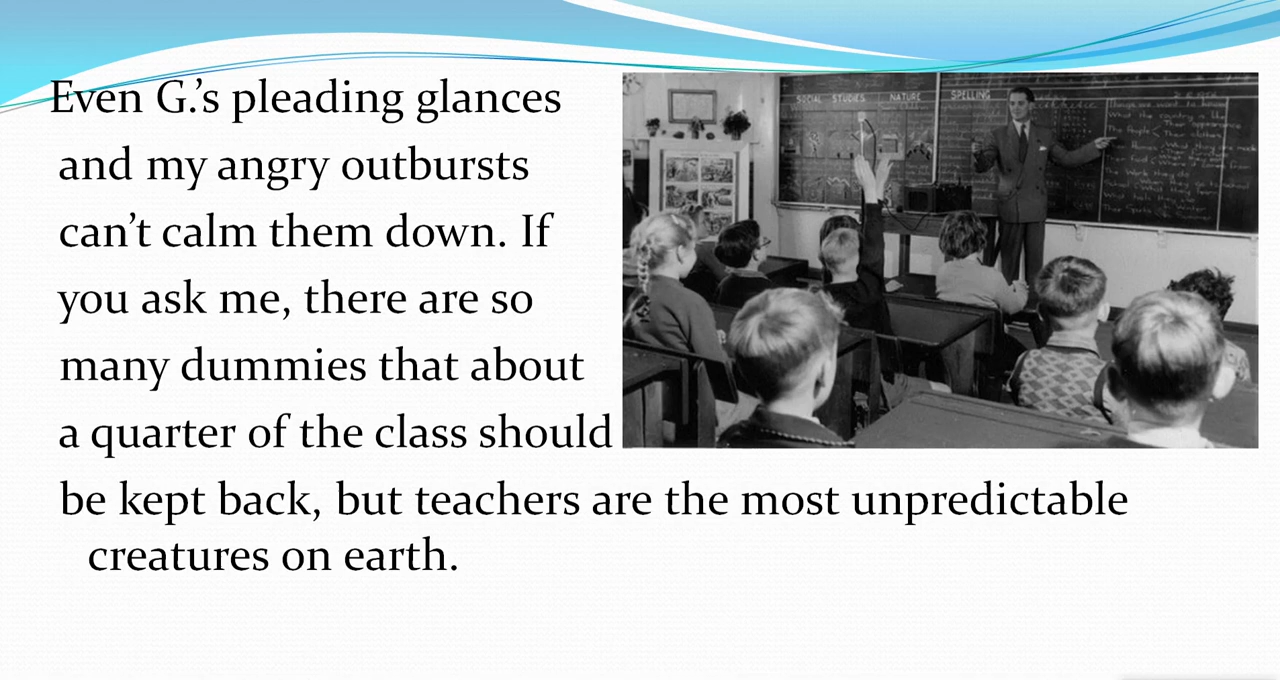 Even G.’s pleading glances
and my angry outbursts
can’t calm them down. If
you ask me, there are so
many dummies that about
a quarter of the class should
be kept back, but teachers are the most unpredictable
creatures on earth.
SOCIAL STUDIES NATURE SPELLING